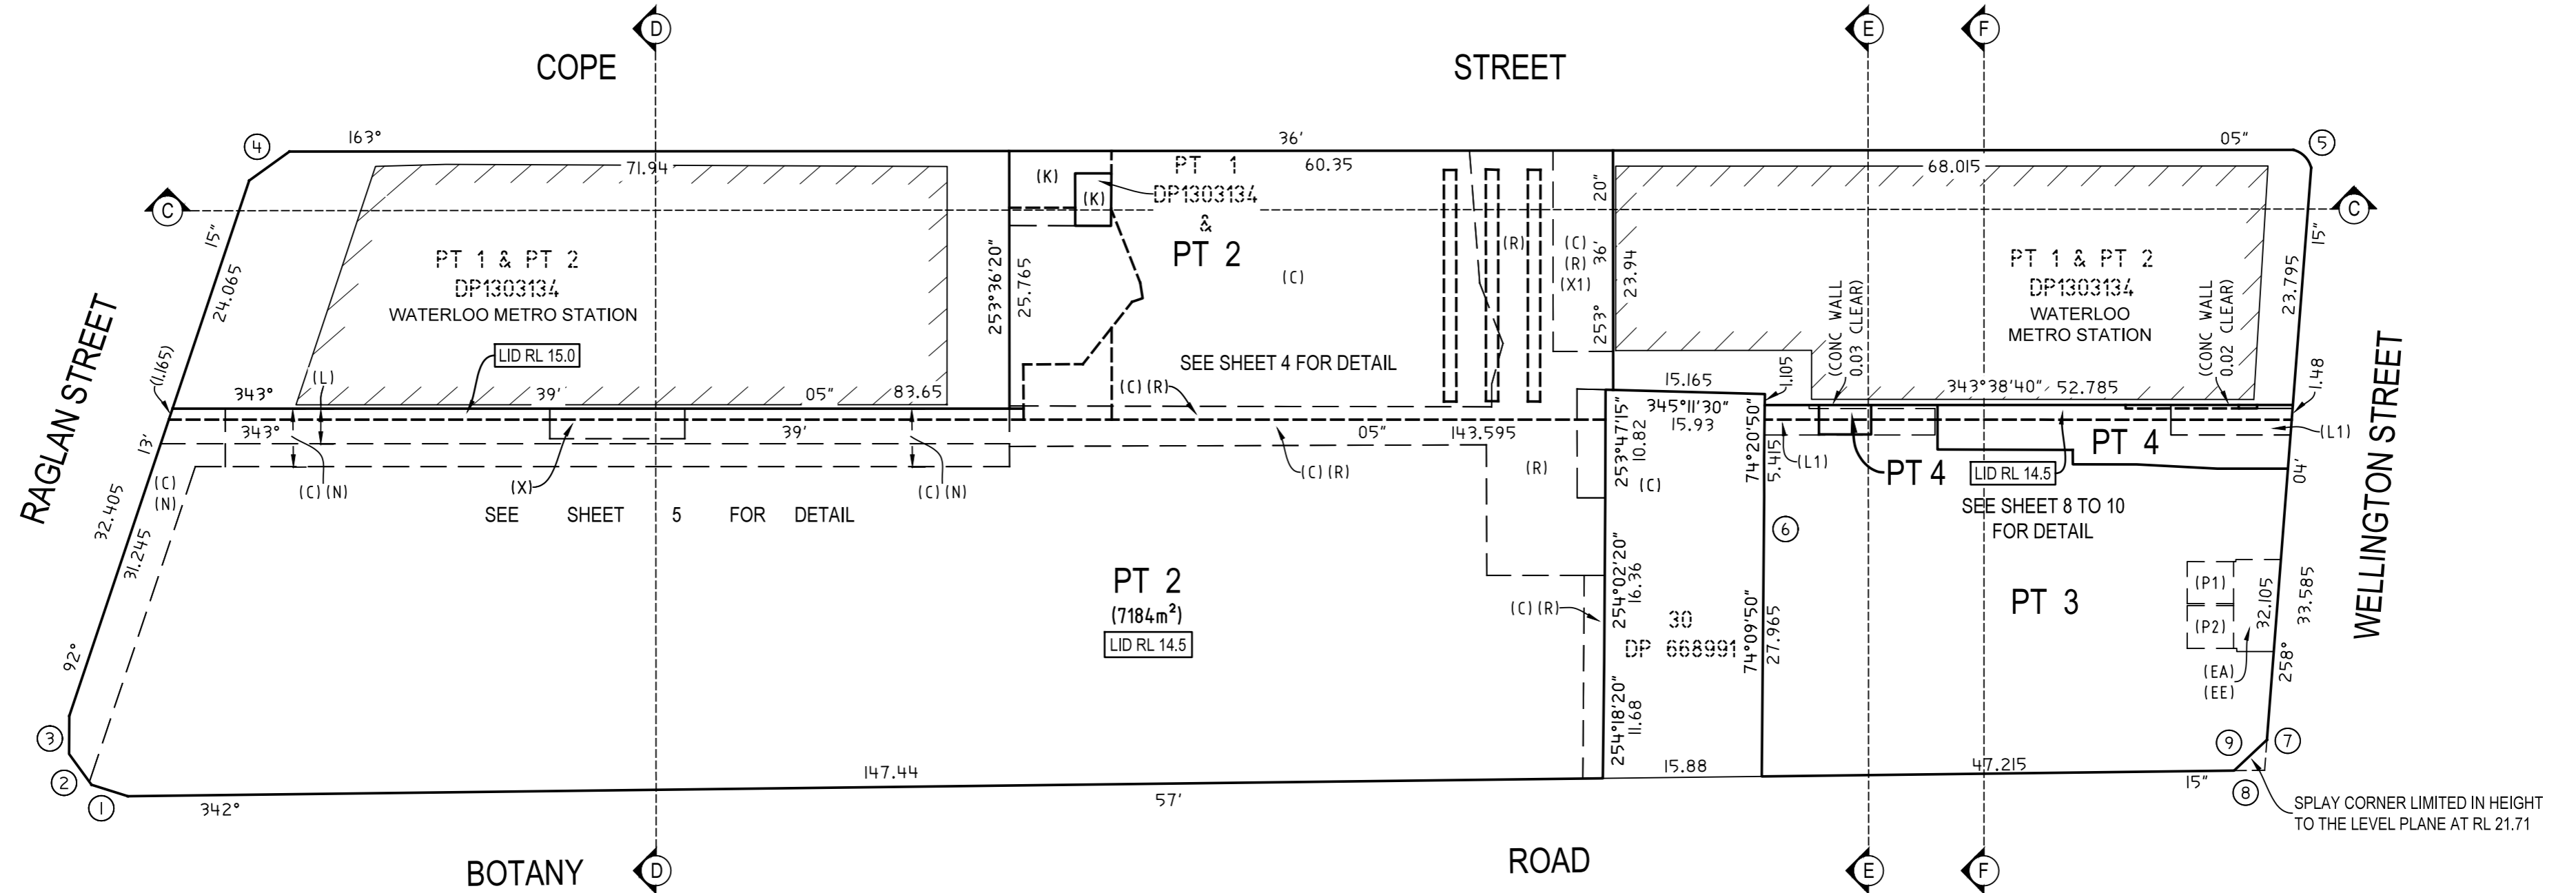 D
E
F
COPE STREET
4
163°
36'
05"
5
71.94
60.35
68.015
C
C
(K)
(K)
PT 1
DP1303134
&
PT 2
(C)
(R)
(C)
(R)
(X1)
20"
36'
253°
23.94
15"
24.065
(1.165)
RAGLAN STREET
PT 1 & PT 2
DP1303134
WATERLOO METRO STATION
LID RL 15.0
253°36'20"
25.765
SEE SHEET 4 FOR DETAIL
(C)(R)
PT 1 & PT 2
DP1303134
WATERLOO
METRO STATION
(CONC WALL
0.03 CLEAR)
(CONC WALL
0.02 CLEAR)
15"
23.795
1.48
WELLINGTON STREET
343°
(L)
39'
05"
83.65
15.165
1.105
343°38'40"
52.785
343°
39'
05"
143.595
345°11'30"
15.93
253°47'15"
10.82
(C)
74°20'50"
5.415
(L1)
PT 4
LID RL 14.5
PT 4
(L1)
13'
(C)
(N)
(C)(N)
(X)
(C)(N)
(C)(R)
(R)
04'
SEE SHEET 5 FOR DETAIL
SEE SHEET 8 TO 10
FOR DETAIL
6
32.405
31.245
92°
PT 2
(7184m²)
LID RL 14.5
(C)(R)
254°02'20"
16.36
30
DP 668991
74°09'50"
27.965
PT 3
(P1)
(P2)
32.105
33.585
(EA)
(EE)
258°
254°18'20"
11.68
3
2
1
342°
147.44
57'
15.88
47.215
15"
9
7
8
SPLAY CORNER LIMITED IN HEIGHT
TO THE LEVEL PLANE AT RL 21.71
BOTANY ROAD
D
E
F